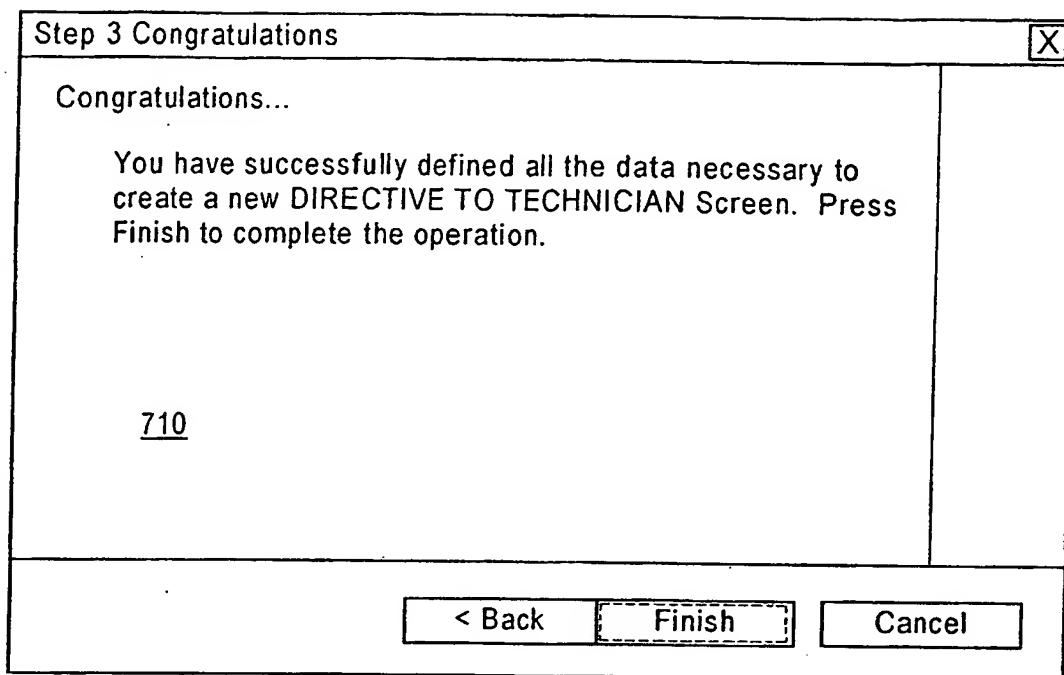 Step 3 Congratulations X
Congratulations...
You have successfully defined all the data necessary to
create a new DIRECTIVE TO TECHNICIAN Screen. Press
Finish to complete the operation.
710
< Back Finish Cancel